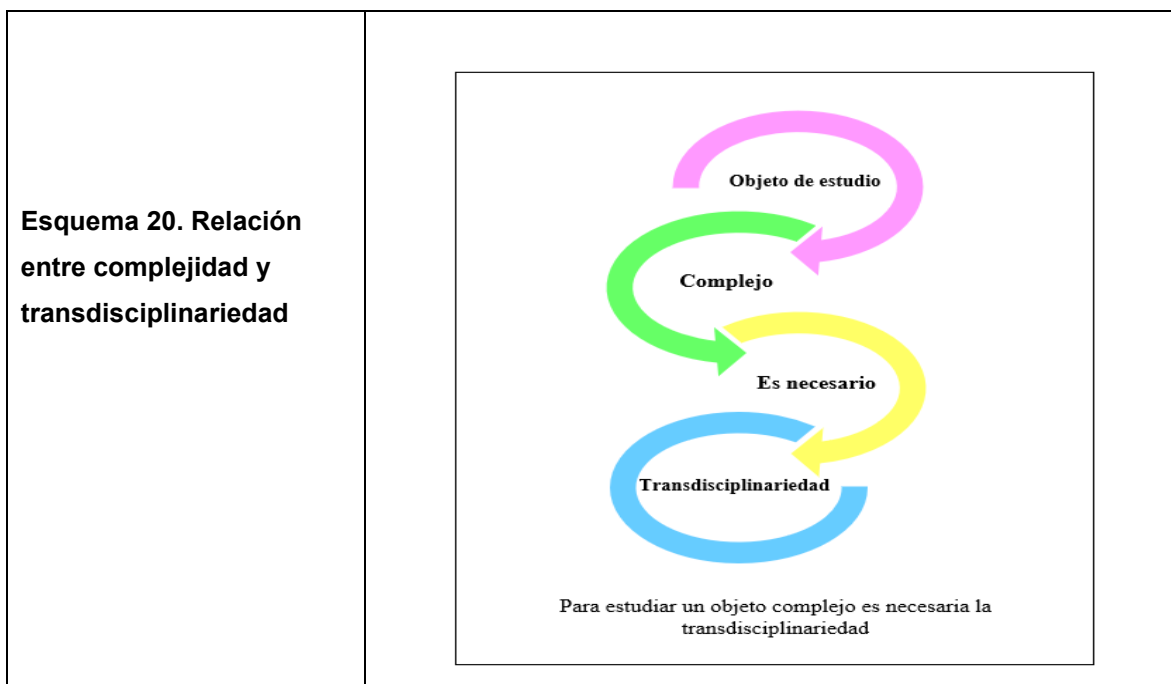 Esquema 20. Relación
entre complejidad y
transdisciplinariedad
Objeto de estudio
Complejo
Es necesario
Transdisciplinariedad
Para estudiar un objeto complejo es necesaria la
transdisciplinariedad